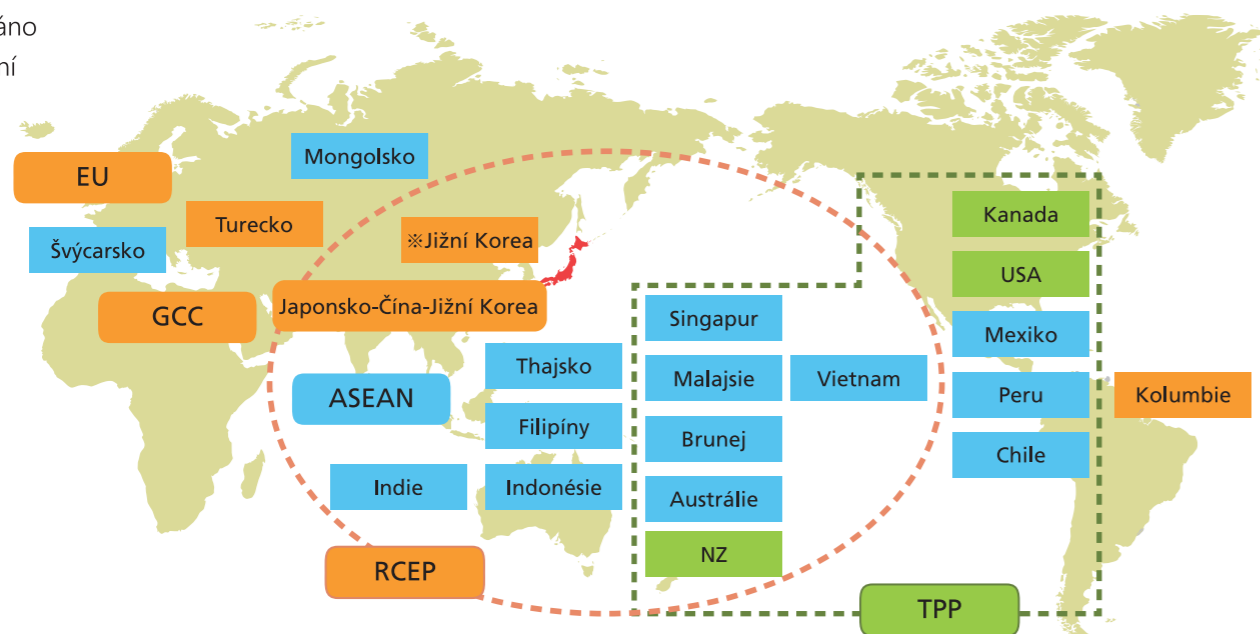 áno
ní
Mongolsko
EU
Turecko
※Jižní Korea
Švýcarsko
GCC
Japonsko-Čína-Jižní Korea
Thajsko
ASEAN
Filipíny
Indie
Indonésie
RCEP
Singapur
Malajsie
Vietnam
Brunej
Austrálie
NZ
Kanada
USA
Mexiko
Peru
Kolumbie
Chile
TPP